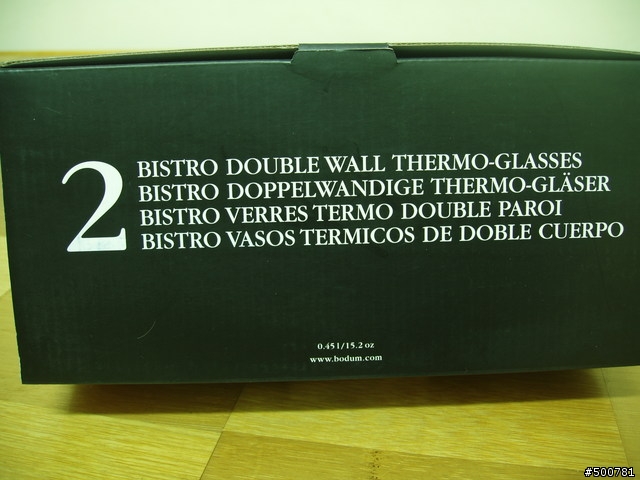 2
BISTRO DOUBLE WALL THERMO-GLASSES
BISTRO DOPPELWANDIGE THERMO-GLÄSER
BISTRO VERRES TERMO DOUBLE PAROI
BISTRO VASOS TERMICOS DE DOBLE CUERPO
0.45 l/15.2 oz
www.bodum.com
#500781